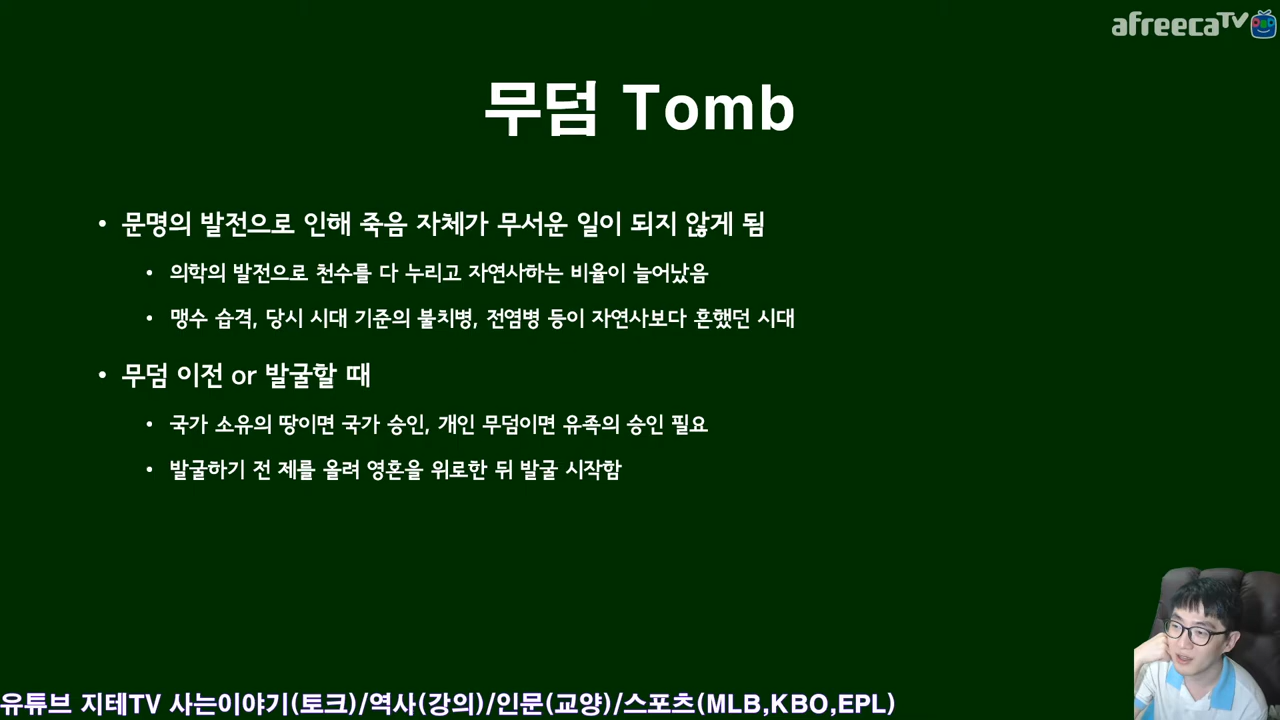 afreecaTV
무덤 Tomb
• 문명의 발전으로 인해 죽음 자체가 무서운 일이 되지 않게 됨
• 의학의 발전으로 천수를 다 누리고 자연사하는 비율이 늘어났음
• 맹수 습격, 당시 시대 기준의 불치병, 전염병 등이 자연사보다 흔했던 시대
• 무덤 이전 or 발굴할 때
• 국가 소유의 땅이면 국가 승인, 개인 무덤이면 유족의 승인 필요
• 발굴하기 전 제를 올려 영혼을 위로한 뒤 발굴 시작함
유튜브 지테TV 사는이야기(토크)/역사(강의)/인문(교양)/스포츠(MLB,KBO,EPL)